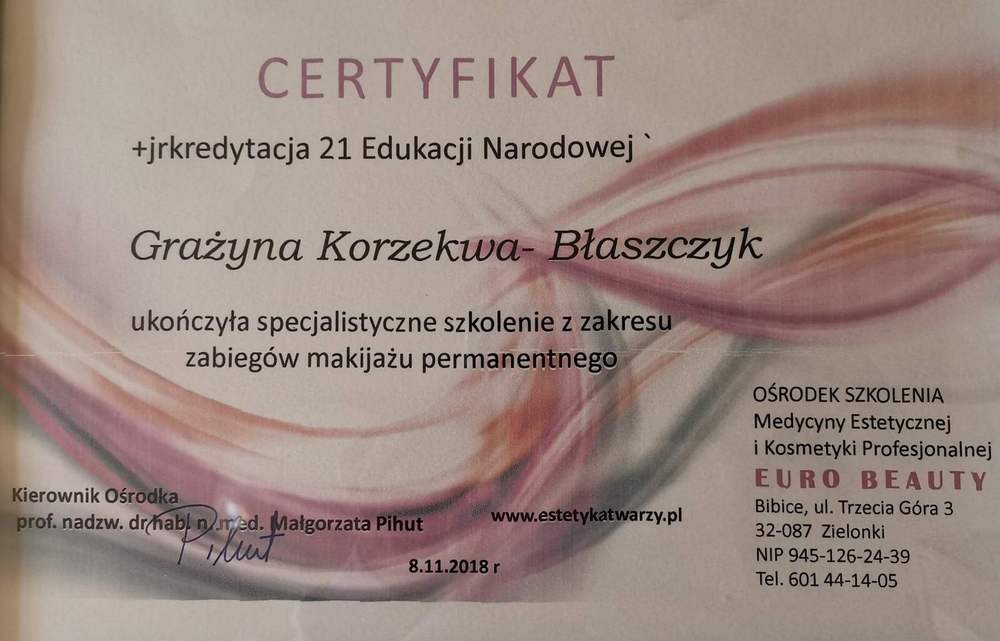 CERTYFIKAT
+jrkredytacja 21 Edukacji Narodowej `
Grażyna Korzekwa- Błaszczyk
ukończyła specjalistyczne szkolenie z zakresu
zabiegów makijażu permanentnego
OŚRODEK SZKOLENIA
Medycyny Estetycznej
i Kosmetyki Profesjonalnej
EURO BEAUTY
Bibice, ul. Trzecia Góra 3
32-087 Zielonki
NIP 945-126-24-39
Tel. 601 44-14-05
Kierownik Ośrodka
prof. nadzw. dr hab. n. med. Małgorzata Pihut
Pihut
www.estetykatwarzy.pl
8.11.2018 r